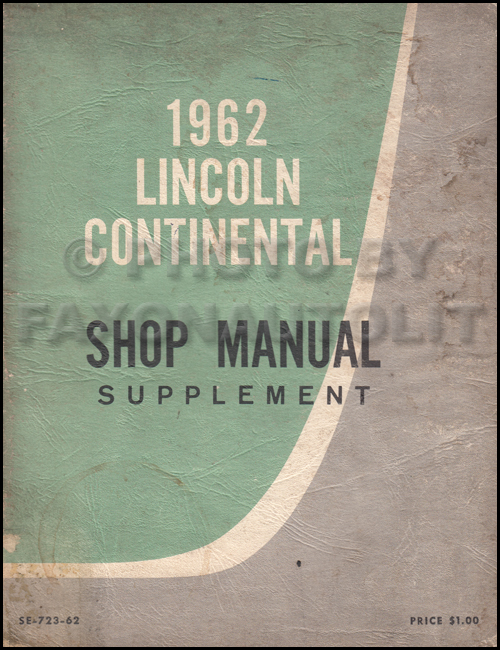 1962
LINCOLN
CONTINENTAL
© PHOTO BY
FAXONAUTOLIT
SHOP MANUAL
SUPPLEMENT
SE-723-62
PRICE $1.00